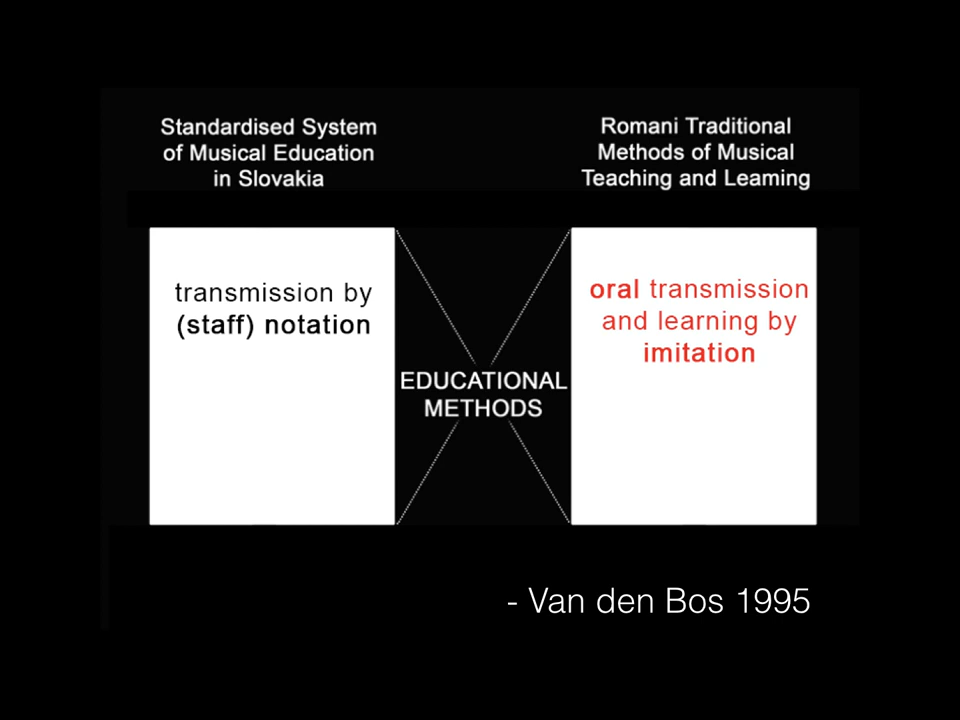 Standardised System
of Musical Education
in Slovakia
Romani Traditional
Methods of Musical
Teaching and Learning
transmission by
(staff) notation
EDUCATIONAL
METHODS
oral transmission
and learning by
imitation
- Van den Bos 1995